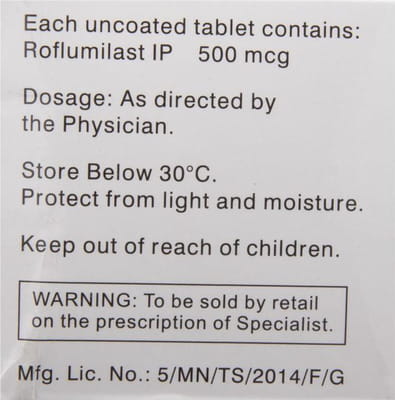 Each uncoated tablet contains:
Roflumilast IP 500 mcg
Dosage: As directed by
the Physician.
Store Below 30°C.
Protect from light and moisture.
Keep out of reach of children.
WARNING: To be sold by retail
on the prescription of Specialist.
Mfg. Lic. No.: 5/MN/TS/2014/F/G